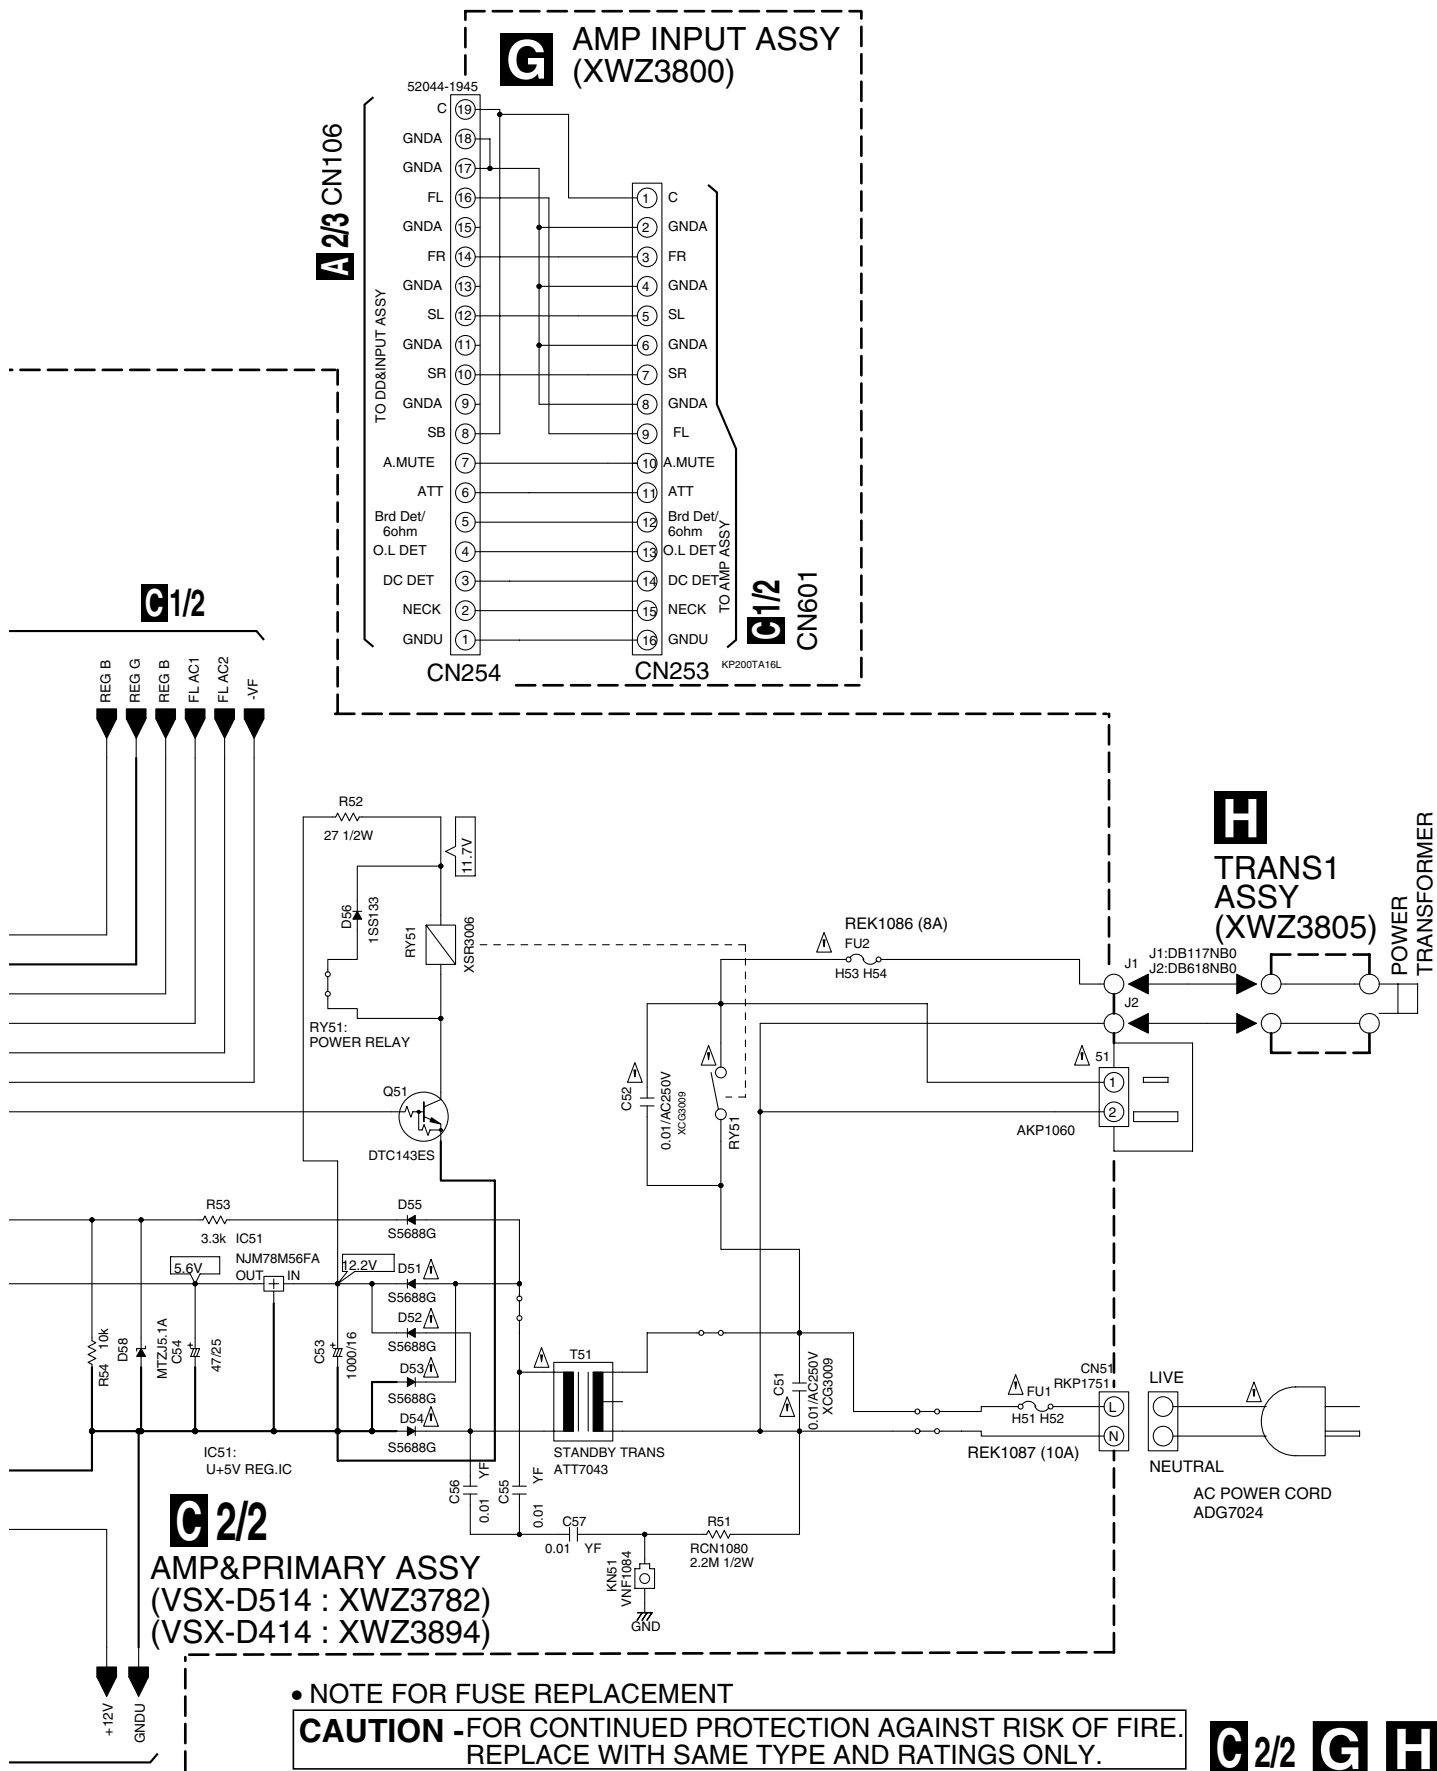 G
AMP INPUT ASSY
(XWZ3800)
52044-1945
A 2/3 CN106
TO DD&INPUT ASSY
C 19
GNDA 18
GNDA 17
FL 16
GNDA 15
FR 14
GNDA 13
SL 12
GNDA 11
SR 10
GNDA 9
SB 8
A.MUTE 7
ATT 6
Brd Det/
6ohm 5
O.L DET 4
DC DET 3
NECK 2
GNDU 1
CN254
1 C
2 GNDA
3 FR
4 GNDA
5 SL
6 GNDA
7 SR
8 GNDA
9 FL
10 A.MUTE
11 ATT
12 Brd Det/
6ohm
13 O.L DET
14 DC DET
15 NECK
16 GNDU
CN253
KP200TA16L
TO AMP ASSY
C 1/2
CN601
C 1/2
REG B
REG G
REG B
FL AC1
FL AC2
-VF
R52
27 1/2W
11.7V
D56
1SS133
RY51
XSR3006
RY51:
POWER RELAY
Q51
DTC143ES
REK1086 (8A)
FU2
H53 H54
C52
0.01/AC250V
XCG3009
RY51
J1
J2
J1:DB117NB0
J2:DB618NB0
H
TRANS1
ASSY
(XWZ3805)
POWER
TRANSFORMER
51
1
2
AKP1060
R53
3.3k
IC51
NJM78M56FA
OUT
IN
5.6V
12.2V
D55
S5688G
D51
S5688G
D52
S5688G
D53
S5688G
D54
S5688G
R54 10k
D58
MTZJ5.1A
C54
47/25
C53
1000/16
IC51:
U+5V REG.IC
T51
STANDBY TRANS
ATT7043
C51
0.01/AC250V
XCG3009
C56
0.01 YF
C55
0.01 YF
C57
0.01 YF
R51
RCN1080
2.2M 1/2W
KN51
VNF1084
GND
FU1
H51 H52
REK1087 (10A)
CN51
RKP1751
L
N
LIVE
NEUTRAL
AC POWER CORD
ADG7024
C 2/2
AMP&PRIMARY ASSY
(VSX-D514 : XWZ3782)
(VSX-D414 : XWZ3894)
+12V
GNDU
• NOTE FOR FUSE REPLACEMENT
CAUTION - FOR CONTINUED PROTECTION AGAINST RISK OF FIRE.
REPLACE WITH SAME TYPE AND RATINGS ONLY.
C 2/2 G H